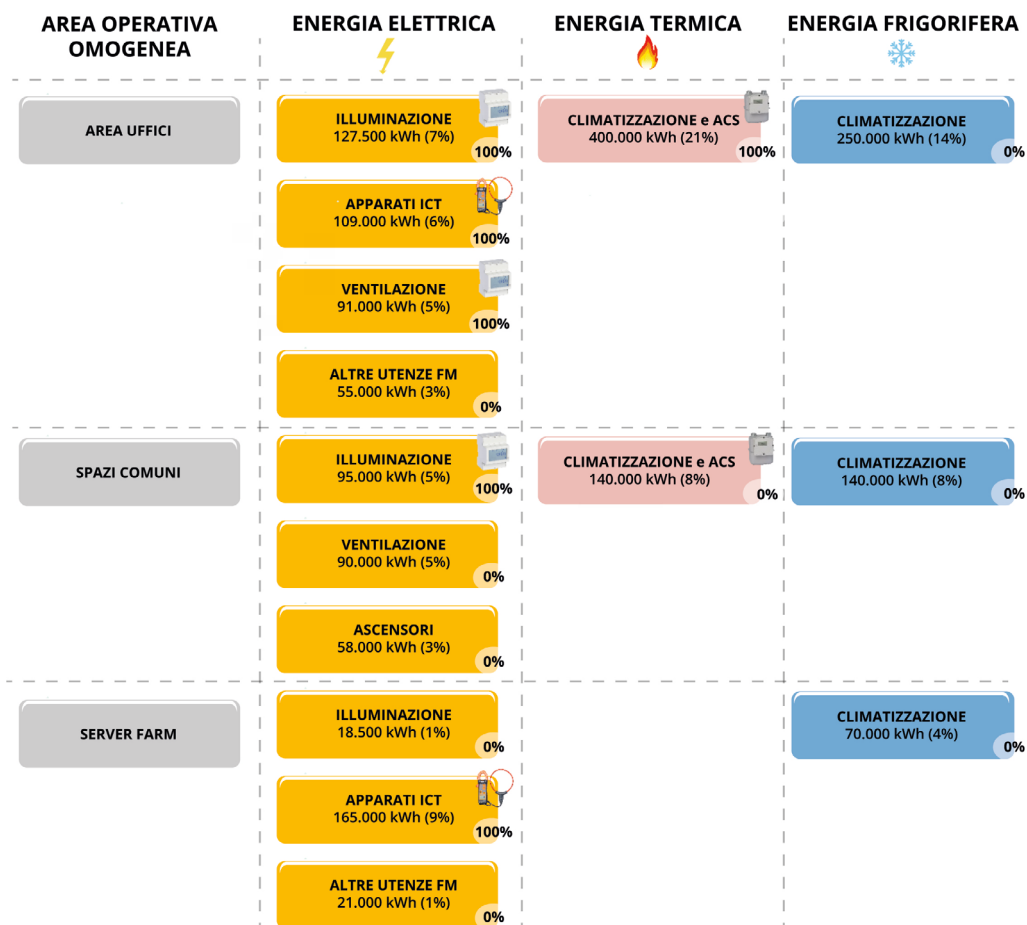 AREA OPERATIVA
OMOGENEA
ENERGIA ELETTRICA
ENERGIA TERMICA
ENERGIA FRIGORIFERA
AREA UFFICI
ILLUMINAZIONE
127.500 kWh (7%)
100%
CLIMATIZZAZIONE e ACS
400.000 kWh (21%)
100%
CLIMATIZZAZIONE
250.000 kWh (14%)
0%
APPARATI ICT
109.000 kWh (6%)
100%
VENTILAZIONE
91.000 kWh (5%)
100%
ALTRE UTENZE FM
55.000 kWh (3%)
0%
SPAZI COMUNI
ILLUMINAZIONE
95.000 kWh (5%)
100%
CLIMATIZZAZIONE e ACS
140.000 kWh (8%)
0%
CLIMATIZZAZIONE
140.000 kWh (8%)
0%
VENTILAZIONE
90.000 kWh (5%)
0%
ASCENSORI
58.000 kWh (3%)
0%
SERVER FARM
ILLUMINAZIONE
18.500 kWh (1%)
0%
CLIMATIZZAZIONE
70.000 kWh (4%)
0%
APPARATI ICT
165.000 kWh (9%)
100%
ALTRE UTENZE FM
21.000 kWh (1%)
0%